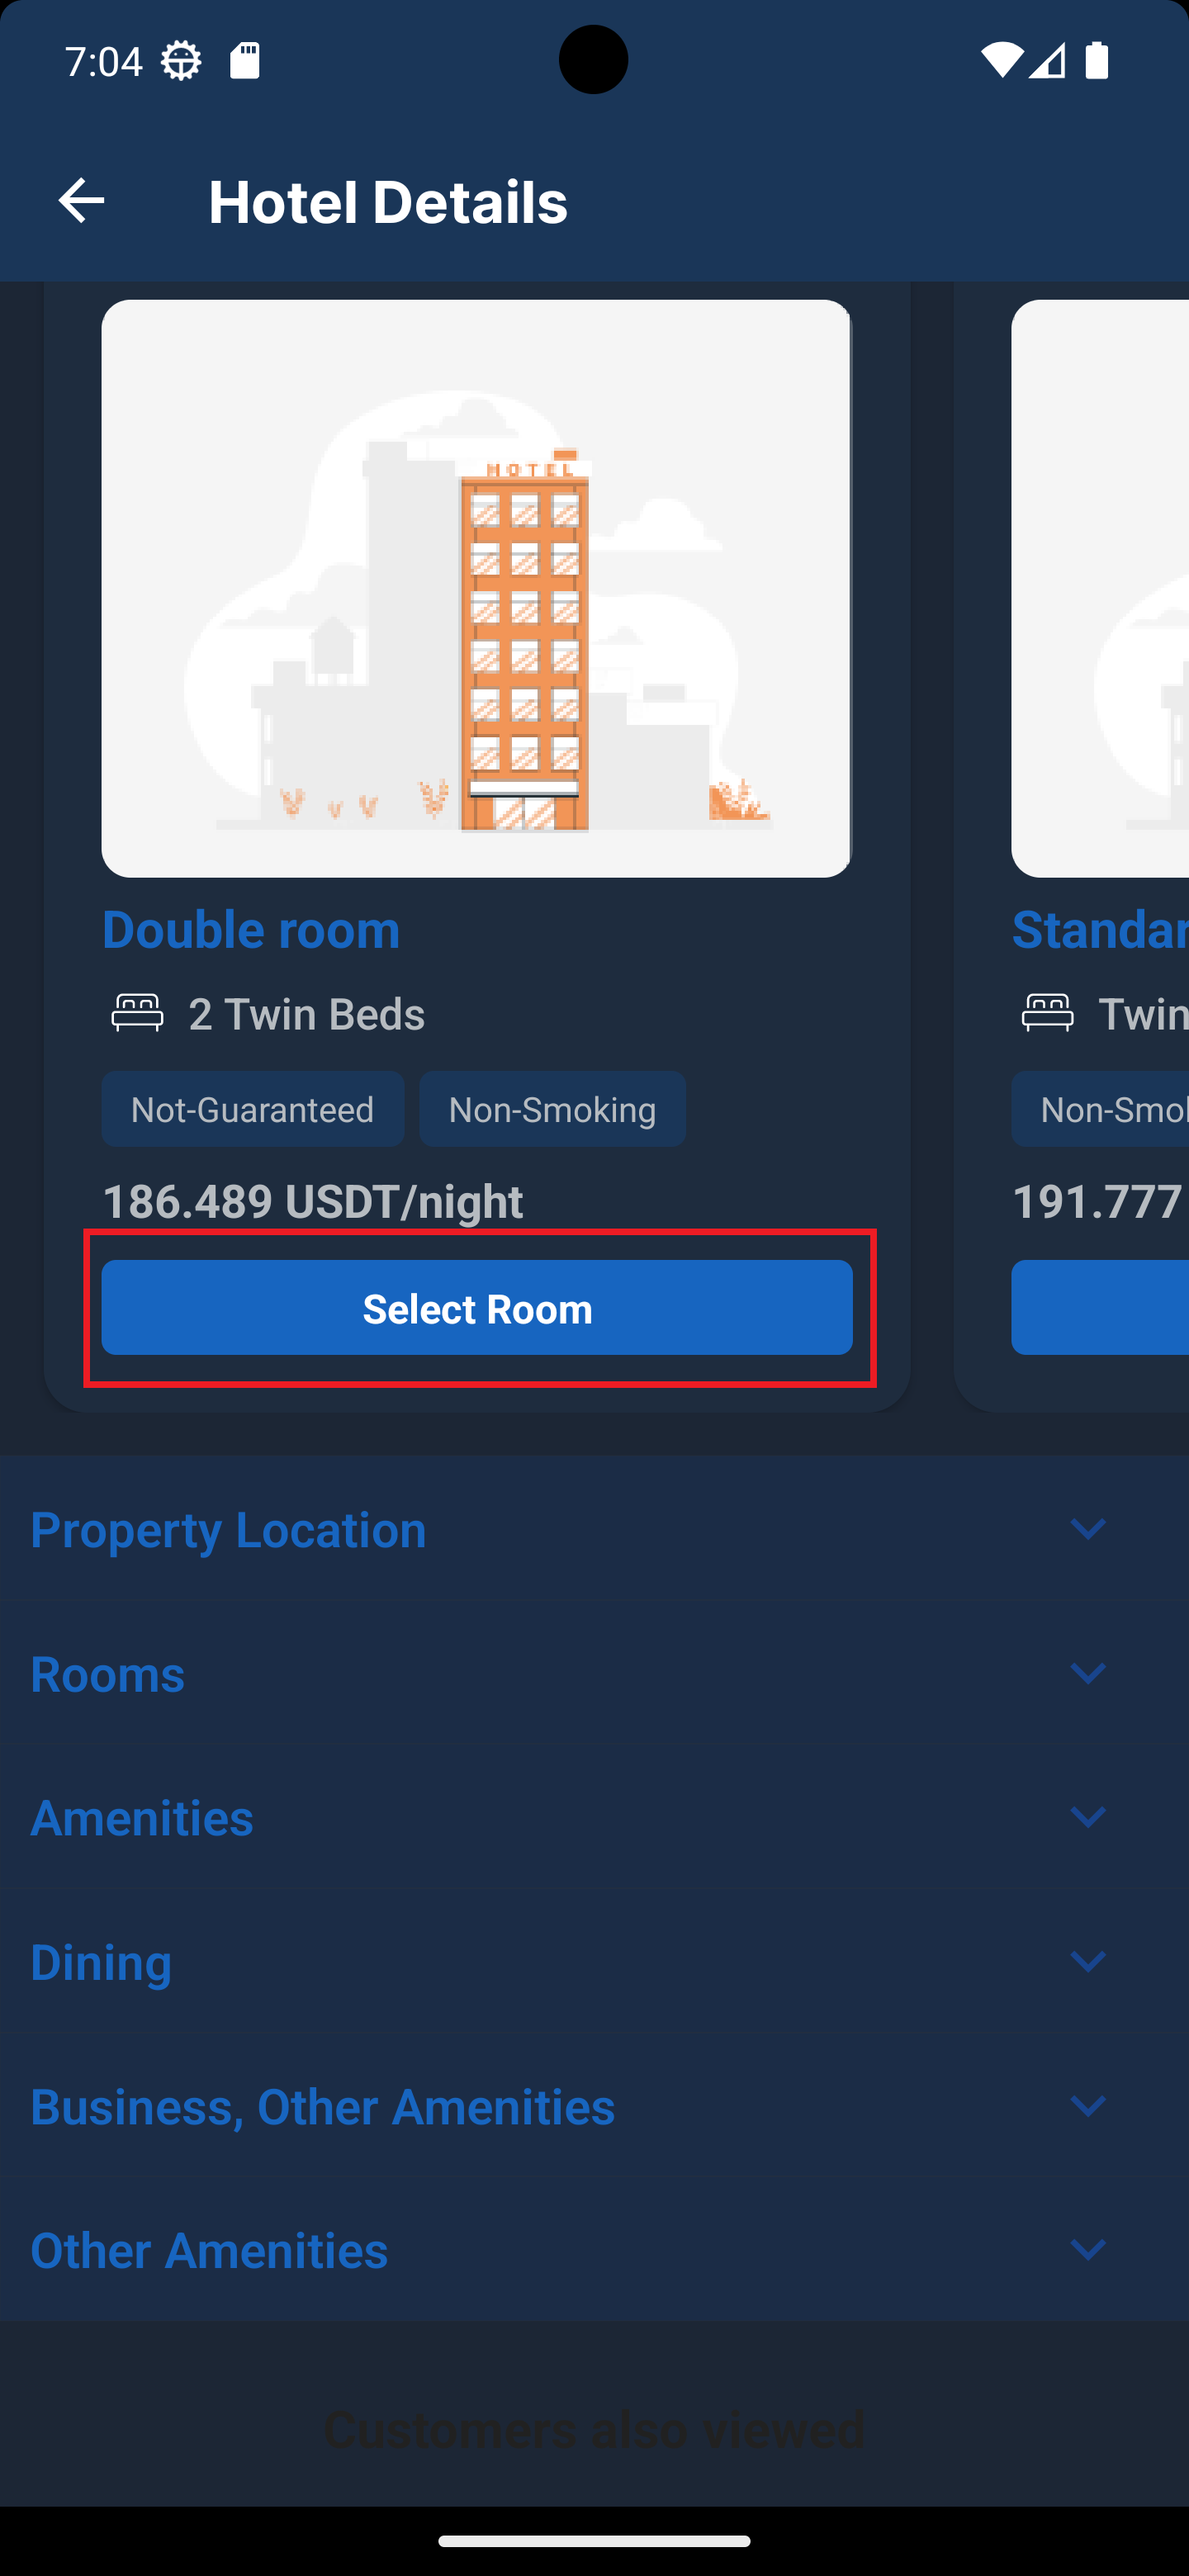 7:04
Hotel Details
HOTEL
Double room
Standar
2 Twin Beds
Twin
Not-Guaranteed
Non-Smoking
Non-Smo
186.489 USDT/night
191.777
Select Room
Property Location
Rooms
Amenities
Dining
Business, Other Amenities
Other Amenities
Customers also viewed